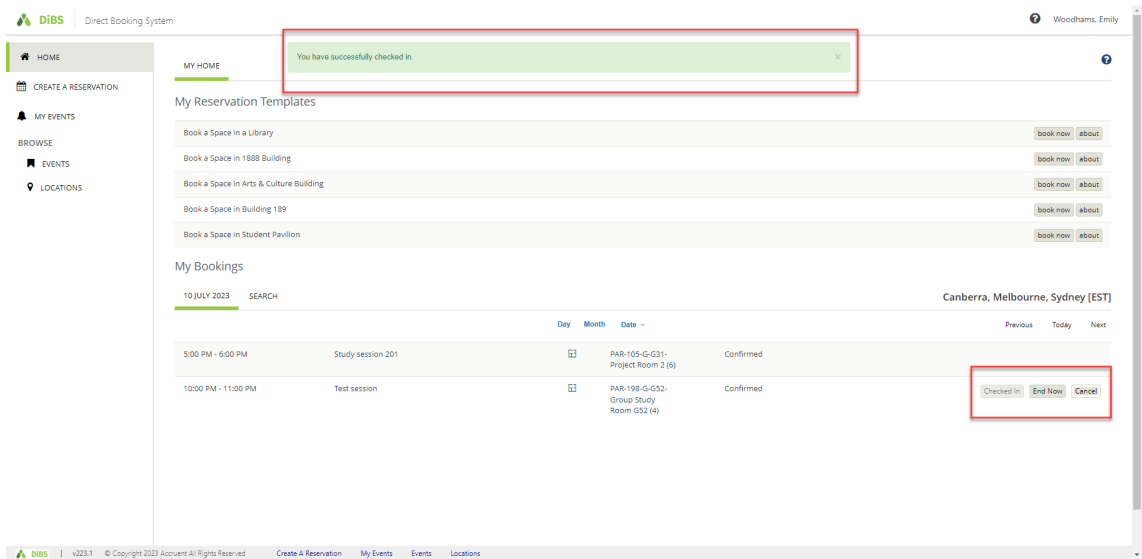 DiBS Direct Booking System
Woodhams, Emily
HOME
CREATE A RESERVATION
MY EVENTS
BROWSE
EVENTS
LOCATIONS
You have successfully checked in. ×
MY HOME
My Reservation Templates
Book a Space in a Library book now about
Book a Space in 1888 Building book now about
Book a Space in Arts & Culture Building book now about
Book a Space in Building 189 book now about
Book a Space in Student Pavilion book now about
My Bookings
10 JULY 2023 SEARCH Canberra, Melbourne, Sydney [EST]
Day Month Date Previous Today Next
5:00 PM - 6:00 PM Study session 201 PAR-105-G-G31- Confirmed
Project Room 2 (6)
10:00 PM - 11:00 PM Test session PAR-198-G-G52- Confirmed Checked In End Now Cancel
Group Study
Room G52 (4)
DiBS | v223.1 © Copyright 2023 Accruent All Rights Reserved Create A Reservation My Events Events Locations